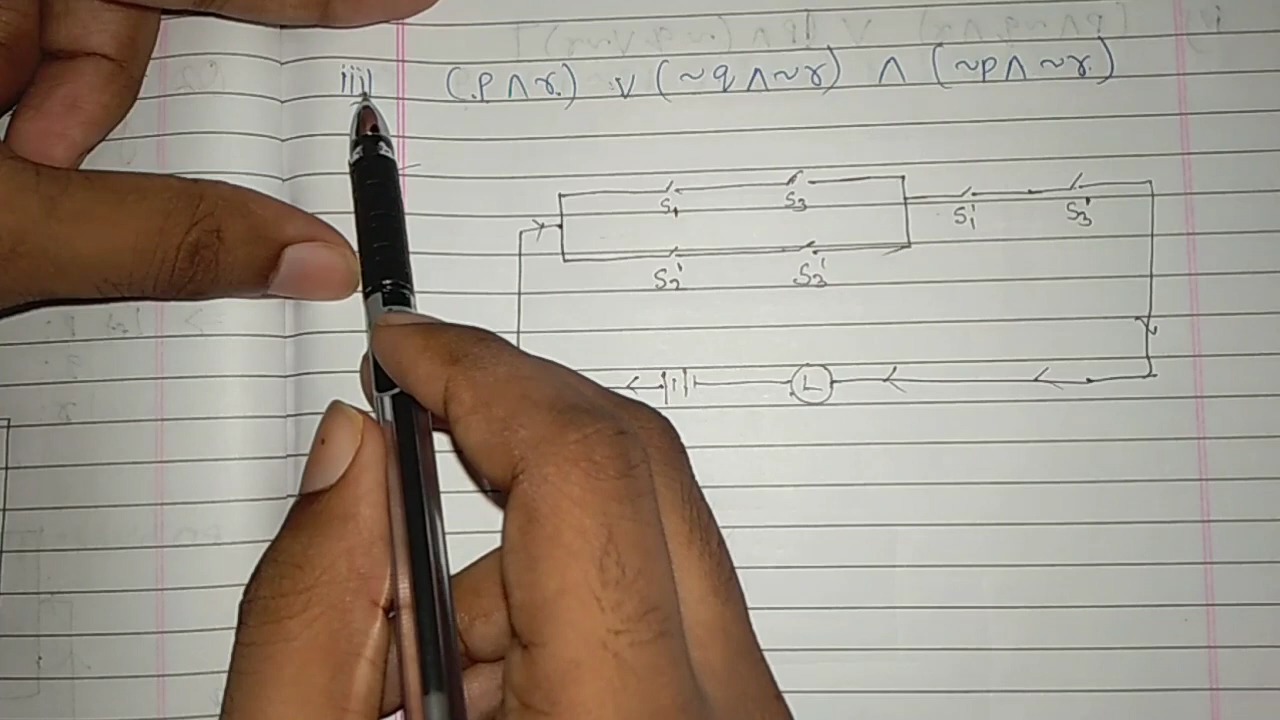 iii) (p∧r) ∨ (~q∧~r) ∧ (~p∧~r)
S₁ S₃ S₁' S₃'
S₂' S₃'
L